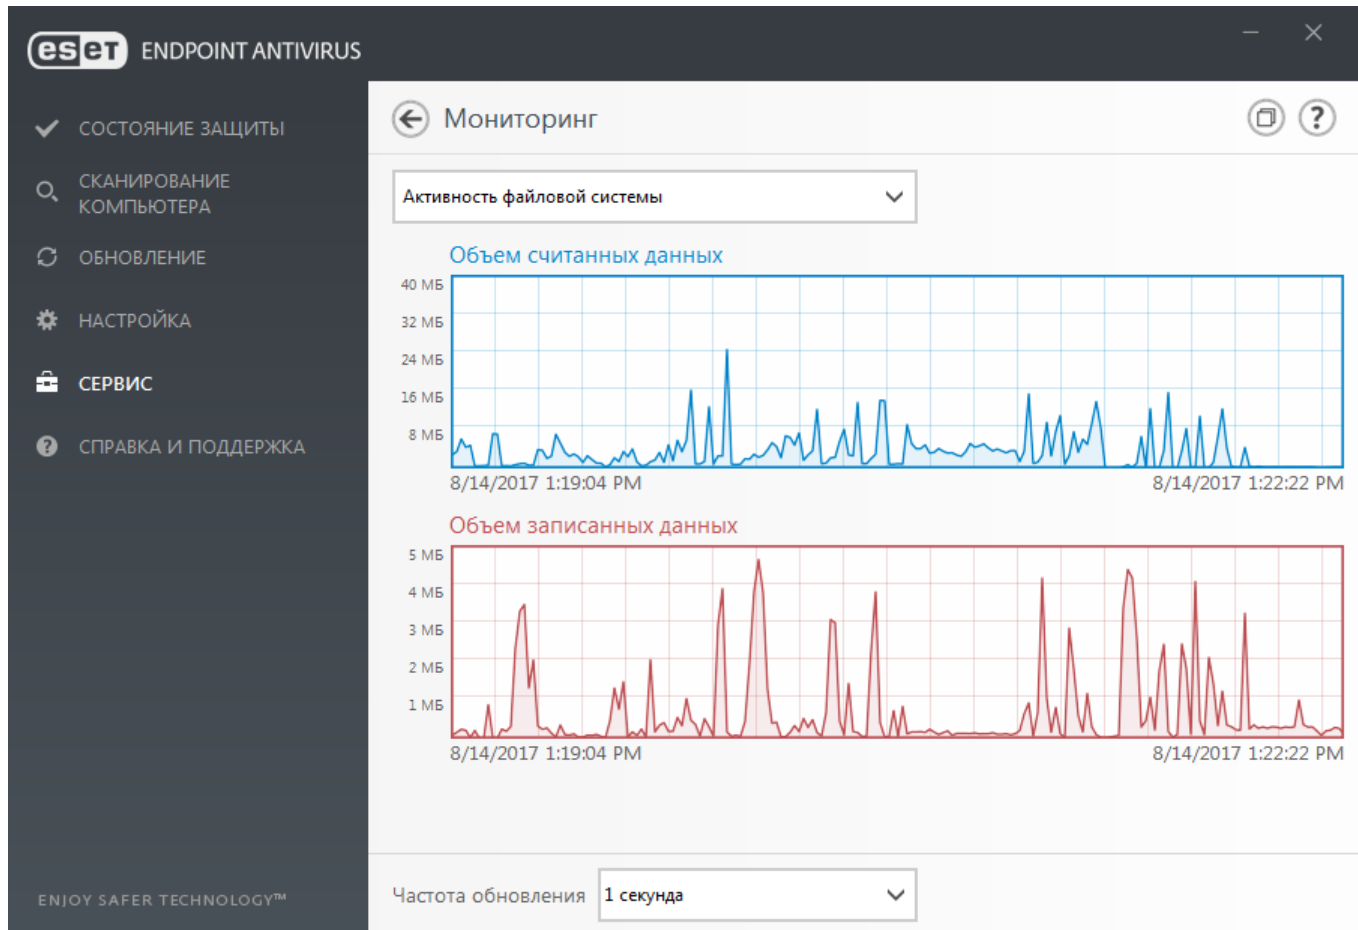 eset ENDPOINT ANTIVIRUS
СОСТОЯНИЕ ЗАЩИТЫ
СКАНИРОВАНИЕ
КОМПЬЮТЕРА
ОБНОВЛЕНИЕ
НАСТРОЙКА
СЕРВИС
СПРАВКА И ПОДДЕРЖКА
ENJOY SAFER TECHNOLOGY™
Мониторинг
Активность файловой системы
Объем считанных данных
40 МБ
32 МБ
24 МБ
16 МБ
8 МБ
8/14/2017 1:19:04 PM 8/14/2017 1:22:22 PM
Объем записанных данных
5 МБ
4 МБ
3 МБ
2 МБ
1 МБ
8/14/2017 1:19:04 PM 8/14/2017 1:22:22 PM
Частота обновления 1 секунда